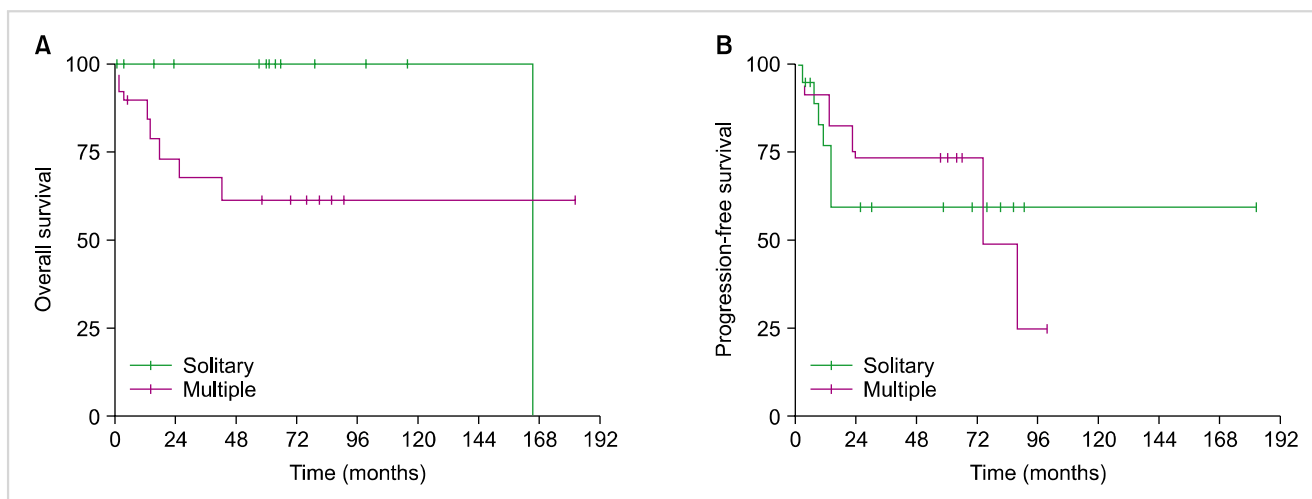 A
Overall survival
100
75
50
25
0
Solitary
Multiple
0 24 48 72 96 120 144 168 192
Time (months)
B
Progression-free survival
100
75
50
25
0
Solitary
Multiple
0 24 48 72 96 120 144 168 192
Time (months)